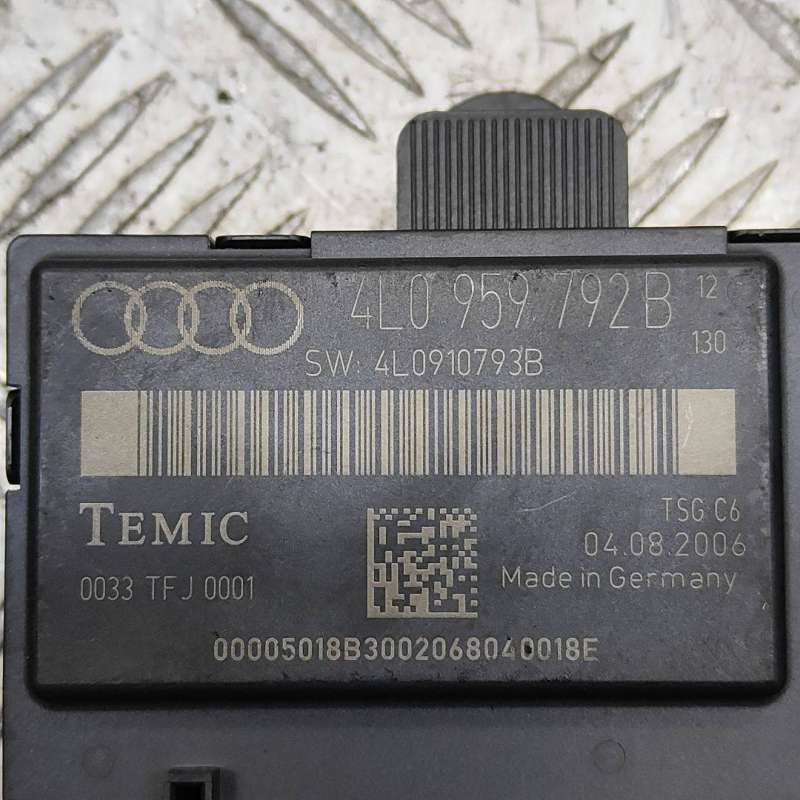 4L0 959 792 B 12
130
SW: 4L0910793B
TEMIC
TSG C6
04.08.2006
0033 TFJ 0001
Made in Germany
00005018B3002068040018E